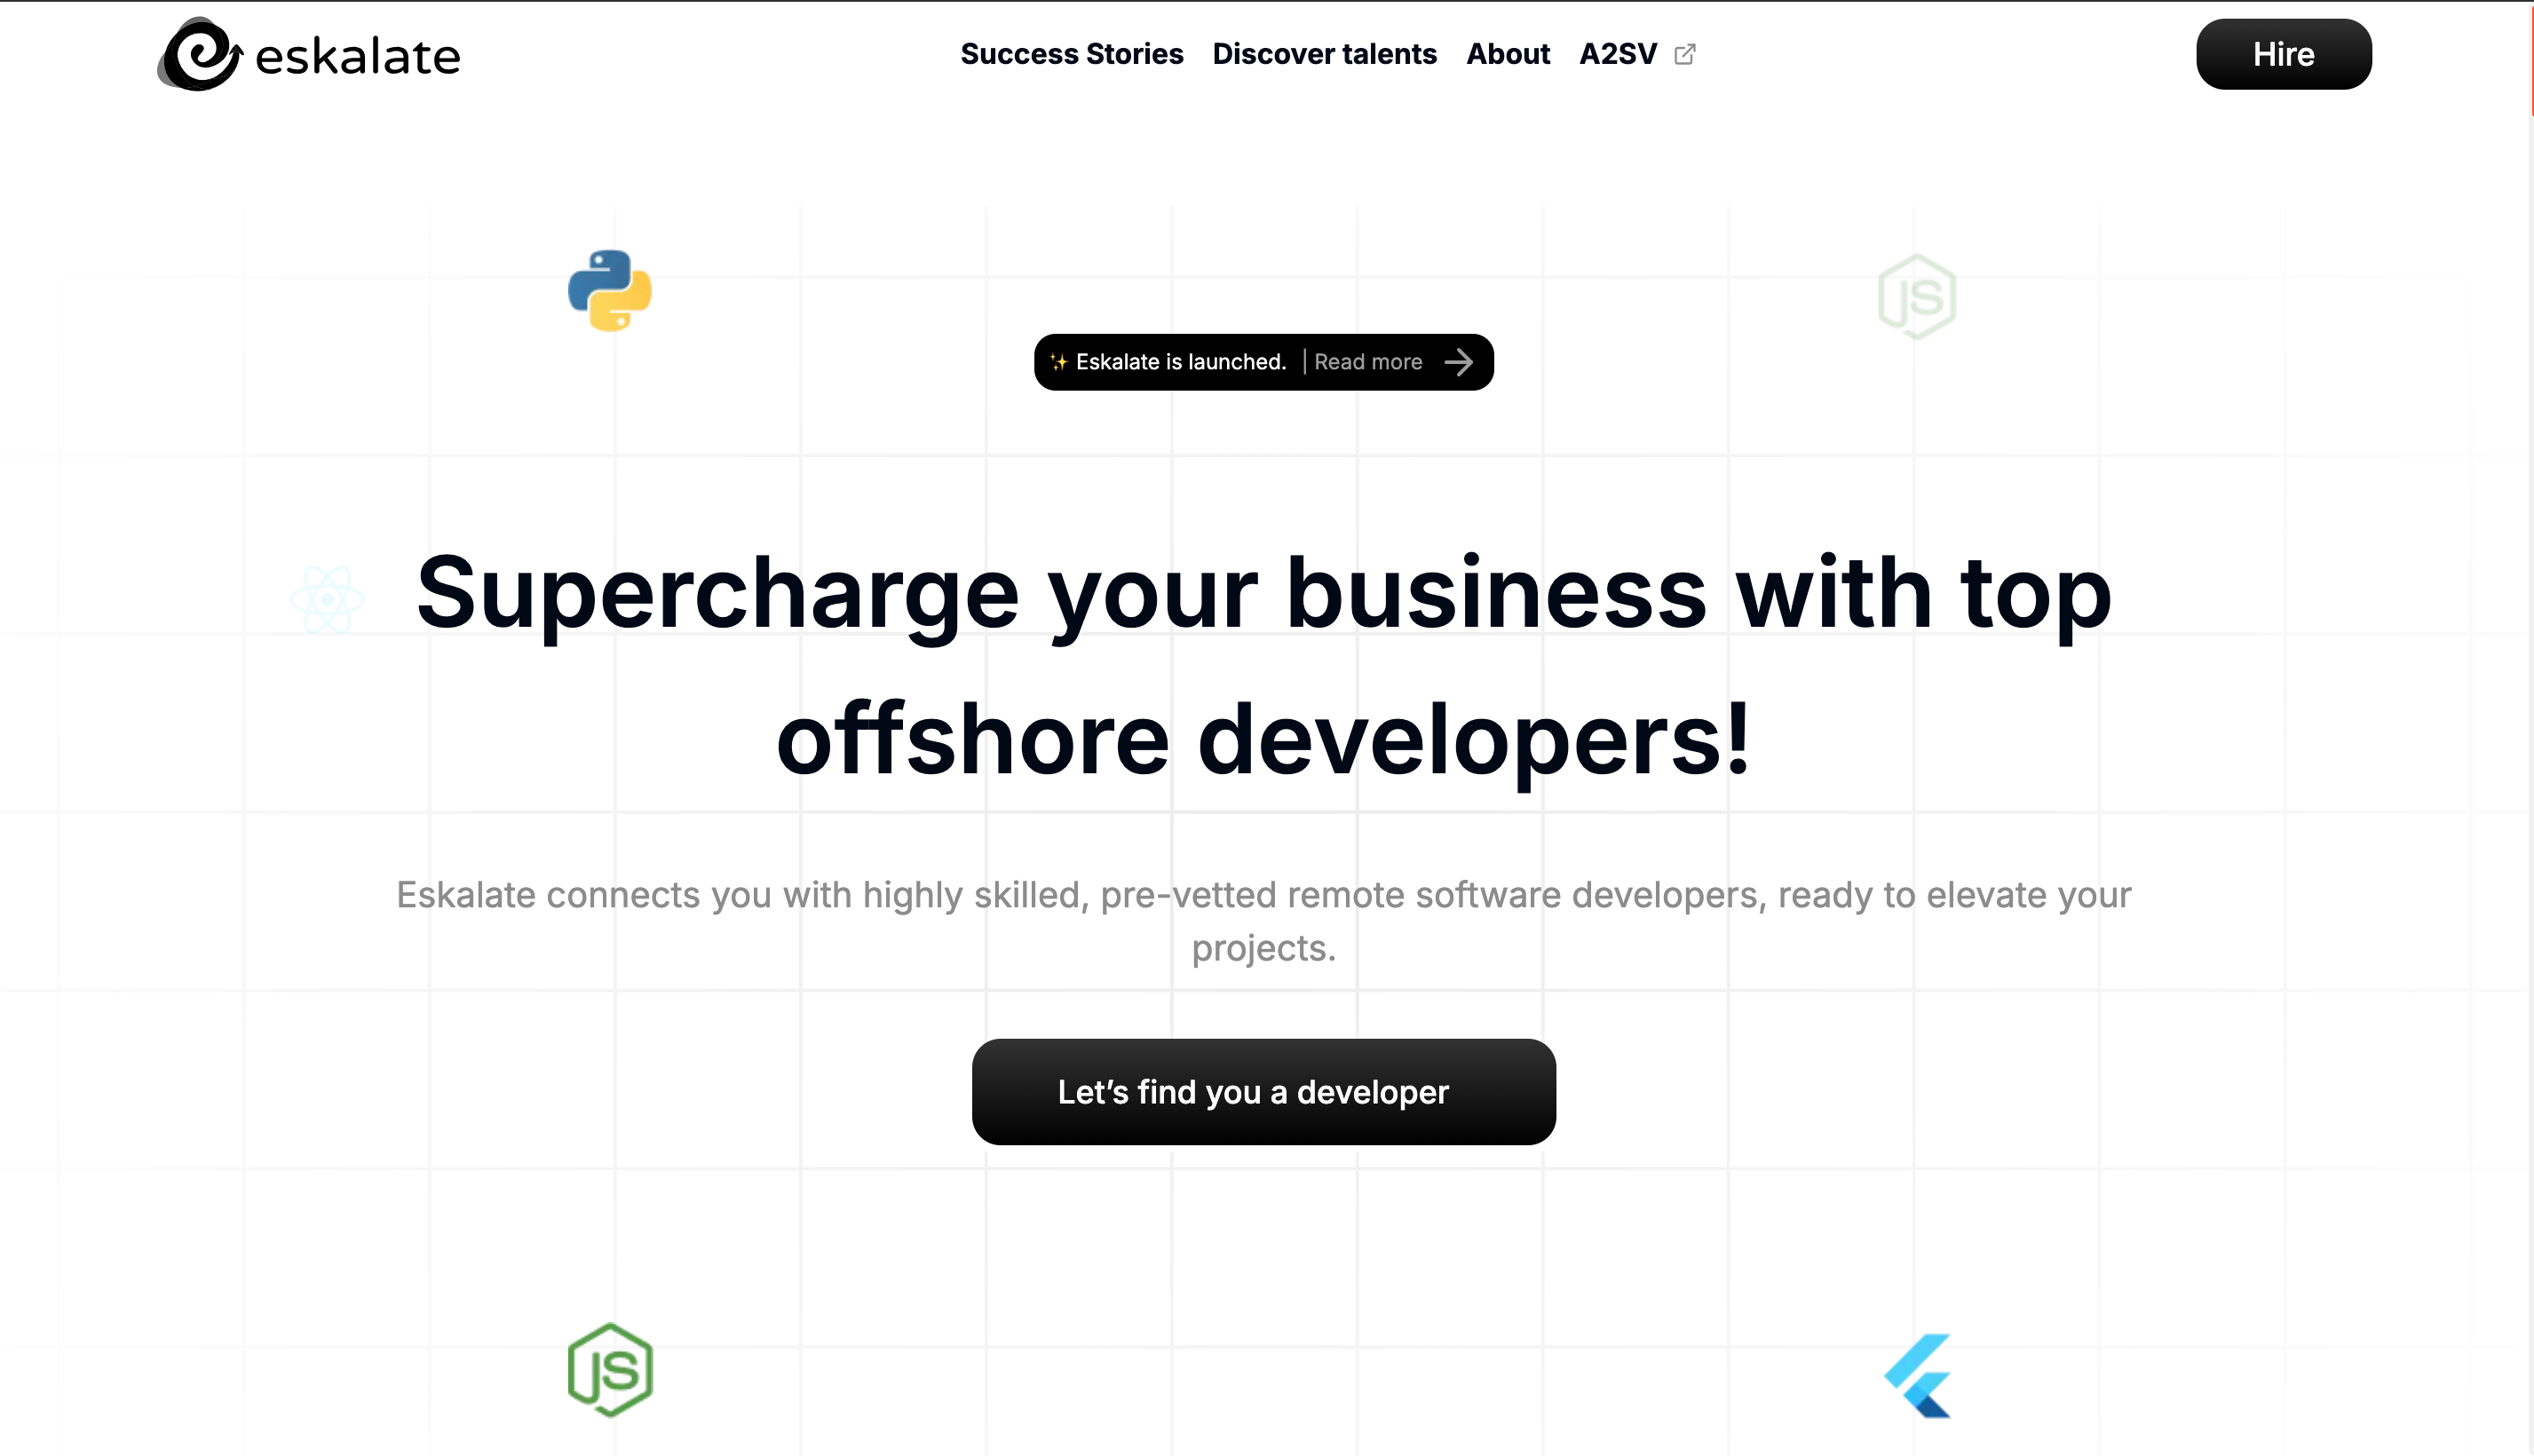 eskalate
Success Stories
Discover talents
About
A2SV
Hire
JS
✨ Eskalate is launched. | Read more
Supercharge your business with top
offshore developers!
Eskalate connects you with highly skilled, pre-vetted remote software developers, ready to elevate your
projects.
Let’s find you a developer
JS